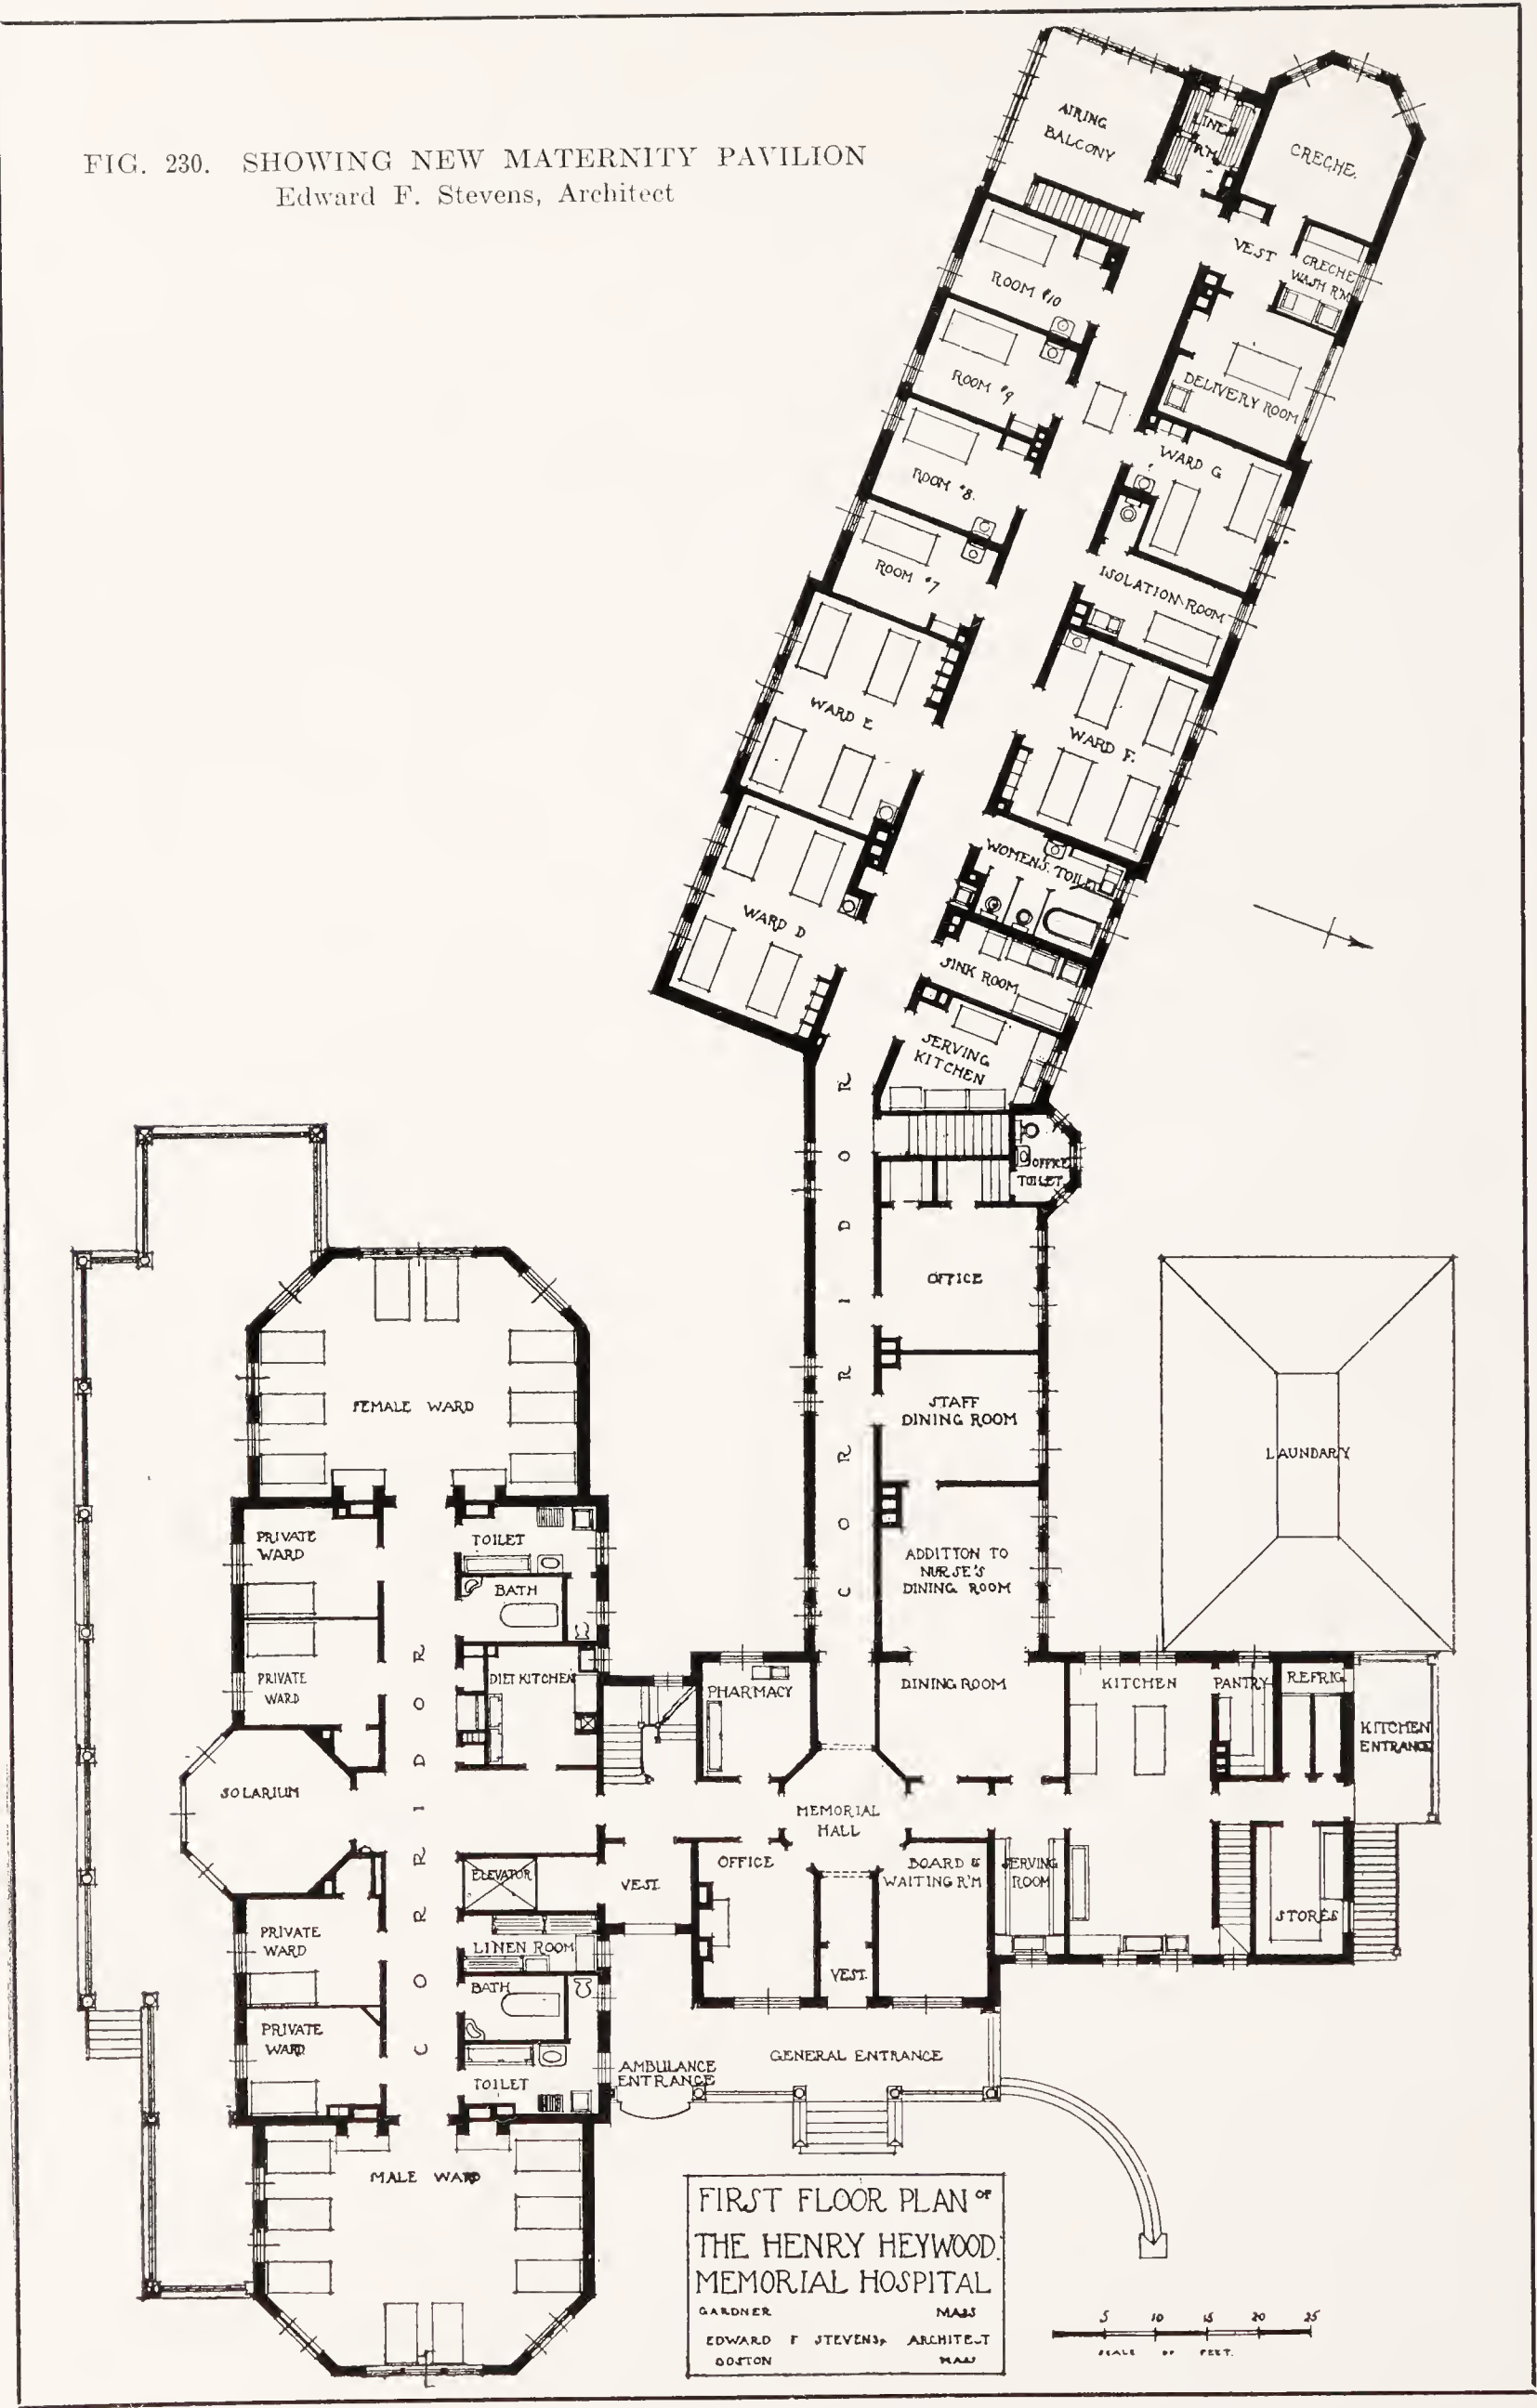 FIG. 230. SHOWING NEW MATERNITY PAVILION
Edward F. Stevens, Architect
AIRING
BALCONY
LINEN
R'M
CRECHE.
VEST
CRECHE
WASH R'M
ROOM #10
ROOM #9
DELIVERY ROOM
ROOM #8.
WARD G
ROOM #7
ISOLATION ROOM
WARD E
WARD F.
WARD D
WOMEN'S TOILET
SINK ROOM
SERVING
KITCHEN
OFFICE
TOILET
CORRIDOR
OFFICE
STAFF
DINING ROOM
LAUNDARY
FEMALE WARD
ADDITTON TO
NURSE'S
DINING ROOM
PRIVATE
WARD
TOILET
BATH
PRIVATE
WARD
DIET KITCHEN
PHARMACY
DINING ROOM
KITCHEN
PANTRY
REFRIG
KITCHEN
ENTRANCE
CORRIDOR
SOLARIUM
MEMORIAL
HALL
ELEVATOR
VEST.
OFFICE
BOARD &
WAITING R'M
SERVING
ROOM
STORES
PRIVATE
WARD
LINEN ROOM
VEST.
BATH
PRIVATE
WARD
TOILET
AMBULANCE
ENTRANCE
GENERAL ENTRANCE
MALE WARD
FIRST FLOOR PLAN OF
THE HENRY HEYWOOD
MEMORIAL HOSPITAL
GARDNER MASS
EDWARD F STEVENS, ARCHITECT
BOSTON MASS
5 10 15 20 25
SCALE OF FEET.